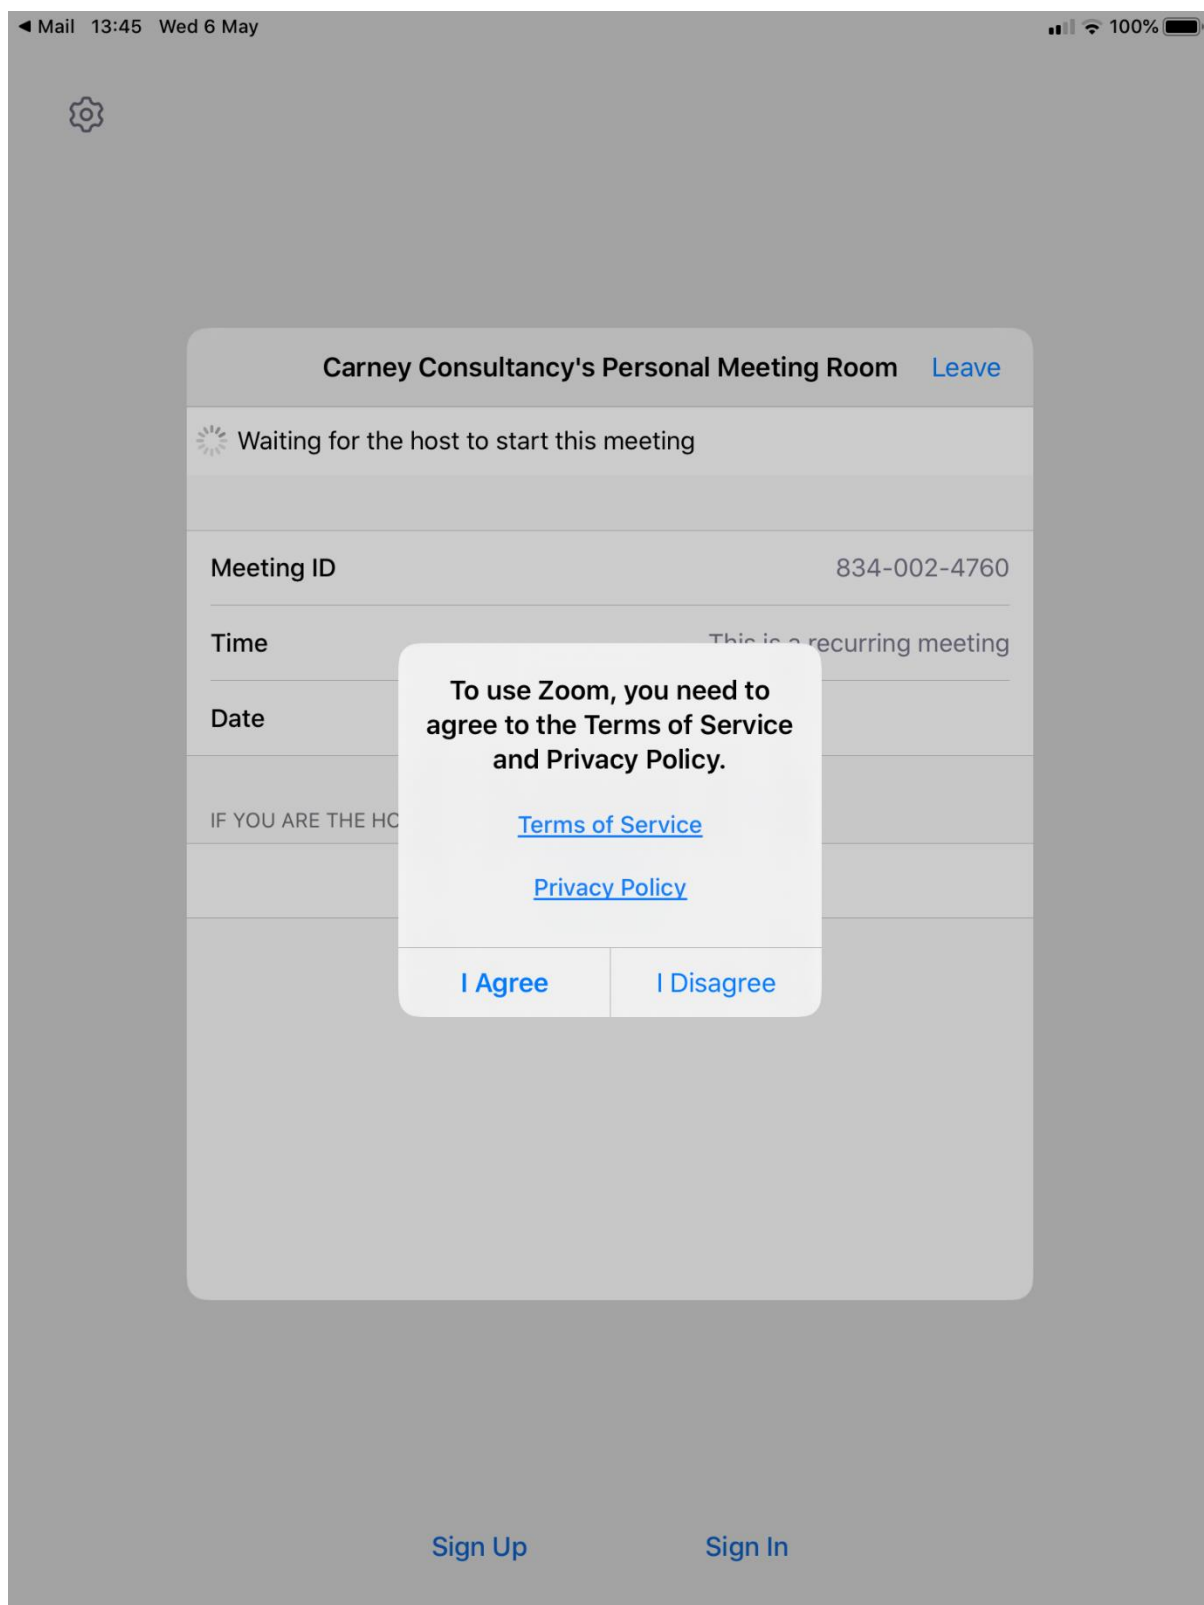 Mail 13:45 Wed 6 May 100%
Carney Consultancy's Personal Meeting Room Leave
Waiting for the host to start this meeting
Meeting ID 834-002-4760
Time This is a recurring meeting
Date
To use Zoom, you need to
agree to the Terms of Service
and Privacy Policy.
IF YOU ARE THE
Terms of Service
Privacy Policy
I Agree I Disagree
Sign Up Sign In